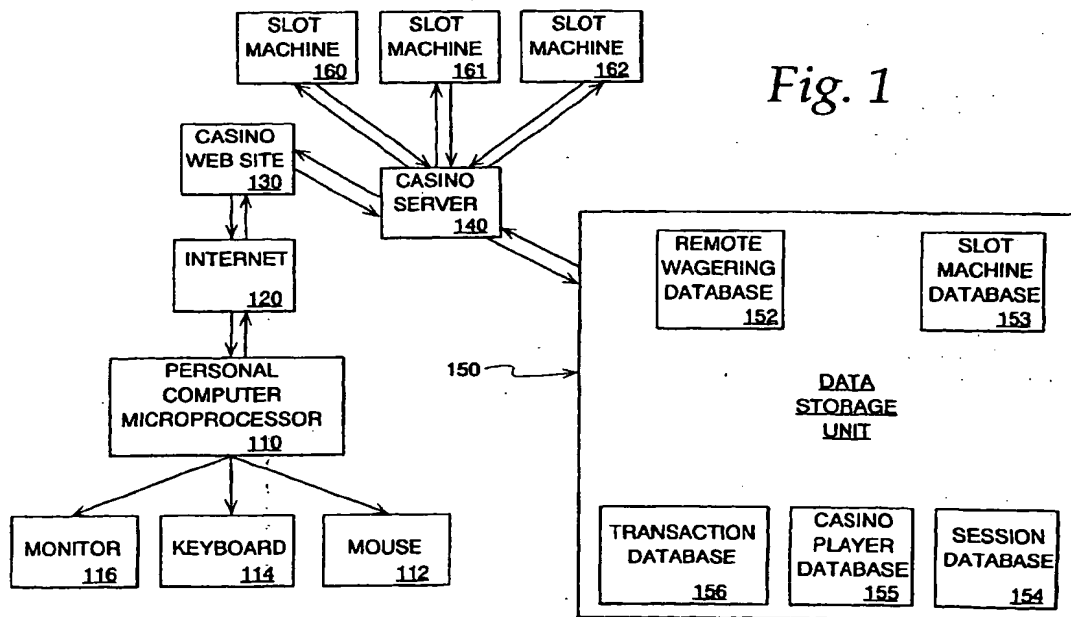 SLOT
MACHINE
160
SLOT
MACHINE
161
SLOT
MACHINE
162
Fig. 1
CASINO
WEB SITE
130
CASINO
SERVER
140
INTERNET
120
PERSONAL
COMPUTER
MICROPROCESSOR
110
MONITOR
116
KEYBOARD
114
MOUSE
112
150
REMOTE
WAGERING
DATABASE
152
SLOT
MACHINE
DATABASE
153
DATA
STORAGE
UNIT
TRANSACTION
DATABASE
156
CASINO
PLAYER
DATABASE
155
SESSION
DATABASE
154